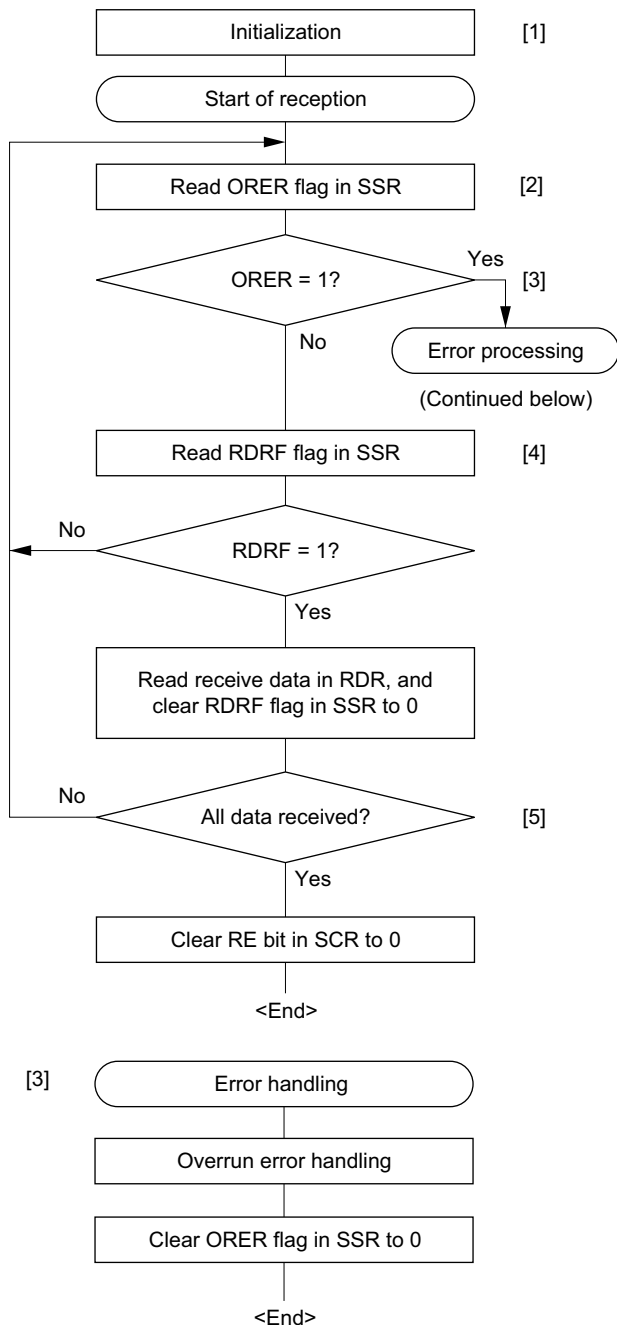 Initialization
[1]
Start of reception
Read ORER flag in SSR
[2]
Yes
ORER = 1?
[3]
No
Error processing
(Continued below)
Read RDRF flag in SSR
[4]
No
RDRF = 1?
Yes
Read receive data in RDR, and
clear RDRF flag in SSR to 0
No
All data received?
[5]
Yes
Clear RE bit in SCR to 0
<End>
[3]
Error handling
Overrun error handling
Clear ORER flag in SSR to 0
<End>